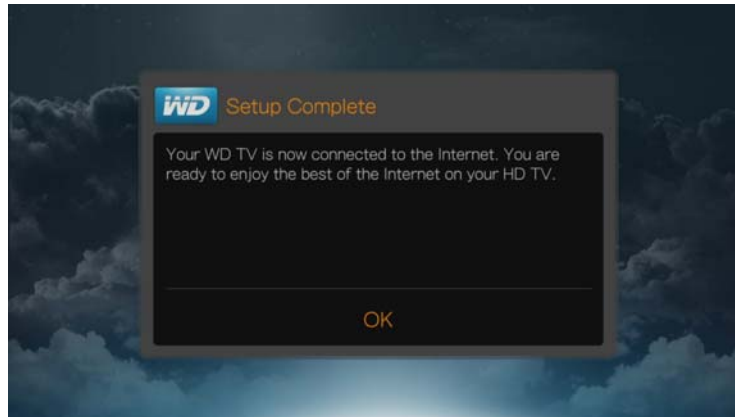 WD
Setup Complete
Your WD TV is now connected to the Internet. You are
ready to enjoy the best of the Internet on your HD TV.
OK